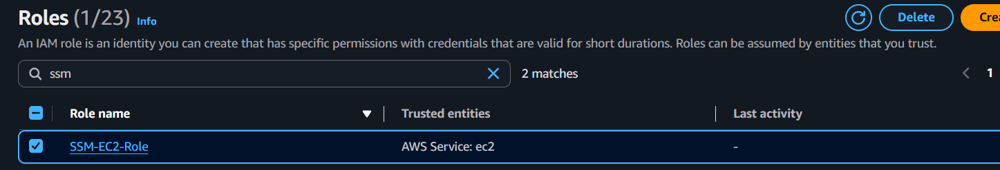 Roles (1/23) Info
Delete
An IAM role is an identity you can create that has specific permissions with credentials that are valid for short durations. Roles can be assumed by entities that you trust.
ssm
2 matches
1
Role name
Trusted entities
Last activity
SSM-EC2-Role
AWS Service: ec2
-